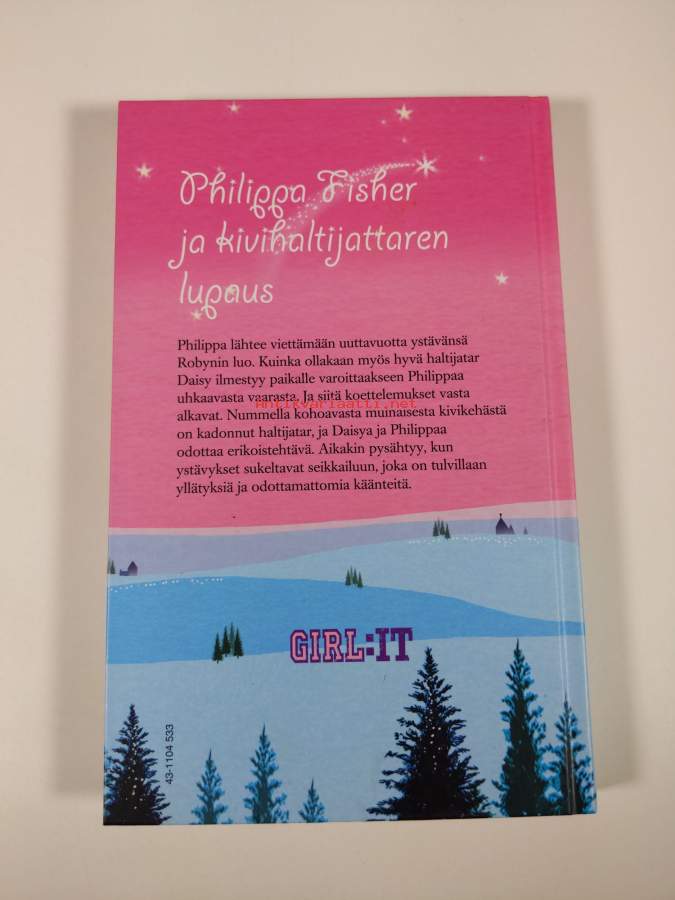 Philippa Fisher
ja kivihaltijattaren
lupaus
Philippa lähtee viettämään uuttavuotta ystävänsä
Robynin luo. Kuinka ollakaan myös hyvä haltijatar
Daisy ilmestyy paikalle varoittaakseen Philippaa
uhkaavasta vaarasta. Ja siitä koettelemukset vasta
Antikvariaatti.net
alkavat. Nummella kohoavasta muinaisesta kivikehästä
on kadonnut haltijatar, ja Daisya ja Philippaa
odottaa erikoistehtävä. Aikakin pysähtyy, kun
ystävykset sukeltavat seikkailuun, joka on tulvillaan
yllätyksiä ja odottamattomia käänteitä.
GIRL:IT
43-1104 533